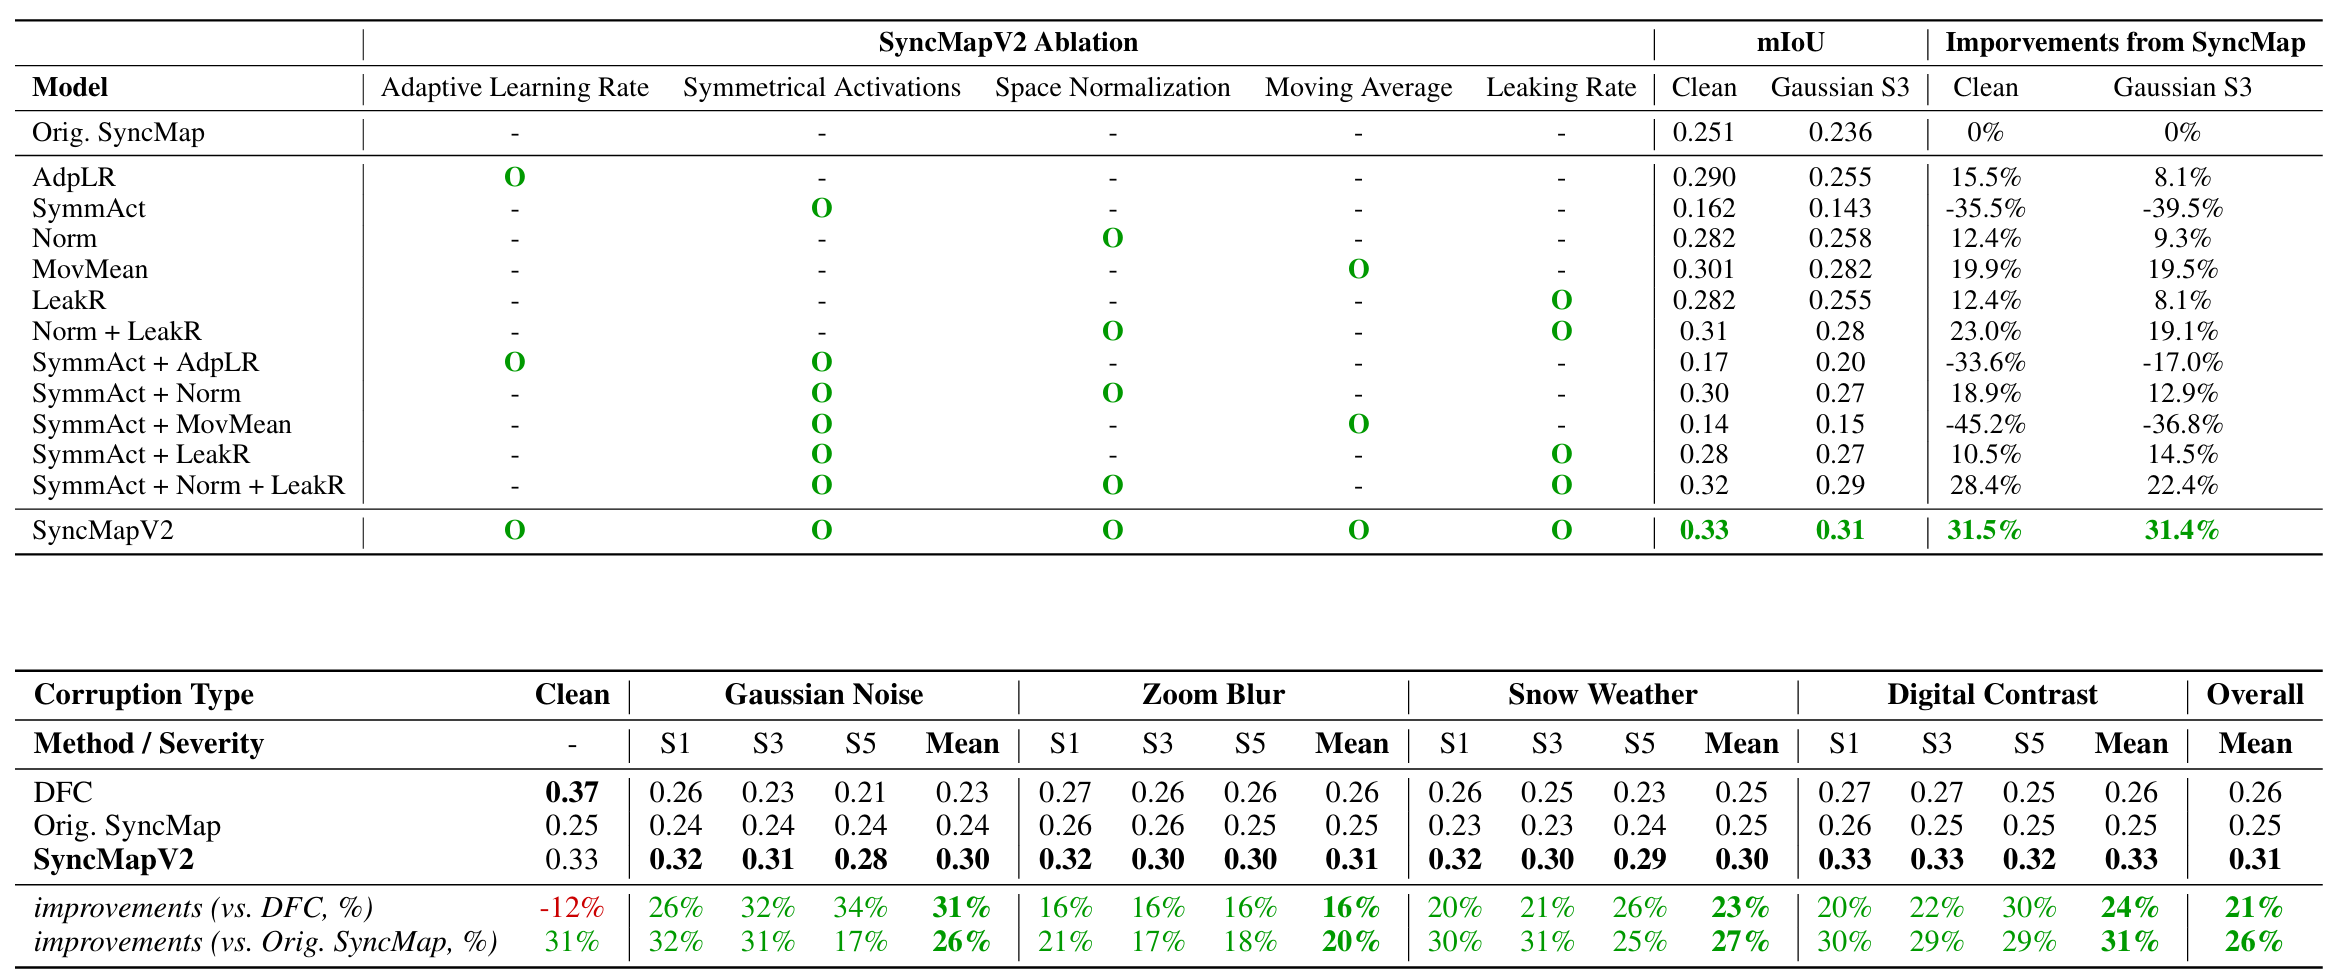 SyncMapV2 Ablation mIoU Imporvements from SyncMap
Model Adaptive Learning Rate Symmetrical Activations Space Normalization Moving Average Leaking Rate Clean Gaussian S3 Clean Gaussian S3
Orig. SyncMap - - - - - 0.251 0.236 0% 0%
AdpLR O - - - - 0.290 0.255 15.5% 8.1%
SymmAct - O - - - 0.162 0.143 -35.5% -39.5%
Norm - - O - - 0.282 0.258 12.4% 9.3%
MovMean - - - O - 0.301 0.282 19.9% 19.5%
LeakR - - - - O 0.282 0.255 12.4% 8.1%
Norm + LeakR - - O - O 0.31 0.28 23.0% 19.1%
SymmAct + AdpLR O O - - - 0.17 0.20 -33.6% -17.0%
SymmAct + Norm - O O - - 0.30 0.27 18.9% 12.9%
SymmAct + MovMean - O - O - 0.14 0.15 -45.2% -36.8%
SymmAct + LeakR - O - - O 0.28 0.27 10.5% 14.5%
SymmAct + Norm + LeakR - O O - O 0.32 0.29 28.4% 22.4%
SyncMapV2 O O O O O 0.33 0.31 31.5% 31.4%
Corruption Type Clean Gaussian Noise Zoom Blur Snow Weather Digital Contrast Overall
Method / Severity - S1 S3 S5 Mean S1 S3 S5 Mean S1 S3 S5 Mean S1 S3 S5 Mean Mean
DFC 0.37 0.26 0.23 0.21 0.23 0.27 0.26 0.26 0.26 0.26 0.25 0.23 0.25 0.27 0.27 0.25 0.26 0.26
Orig. SyncMap 0.25 0.24 0.24 0.24 0.24 0.26 0.26 0.25 0.25 0.23 0.23 0.24 0.25 0.26 0.25 0.25 0.25 0.25
SyncMapV2 0.33 0.32 0.31 0.28 0.30 0.32 0.30 0.30 0.31 0.32 0.30 0.29 0.30 0.33 0.33 0.32 0.33 0.31
improvements (vs. DFC, %) -12% 26% 32% 34% 31% 16% 16% 16% 16% 20% 21% 26% 23% 20% 22% 30% 24% 21%
improvements (vs. Orig. SyncMap, %) 31% 32% 31% 17% 26% 21% 17% 18% 20% 30% 31% 25% 27% 30% 29% 29% 31% 26%